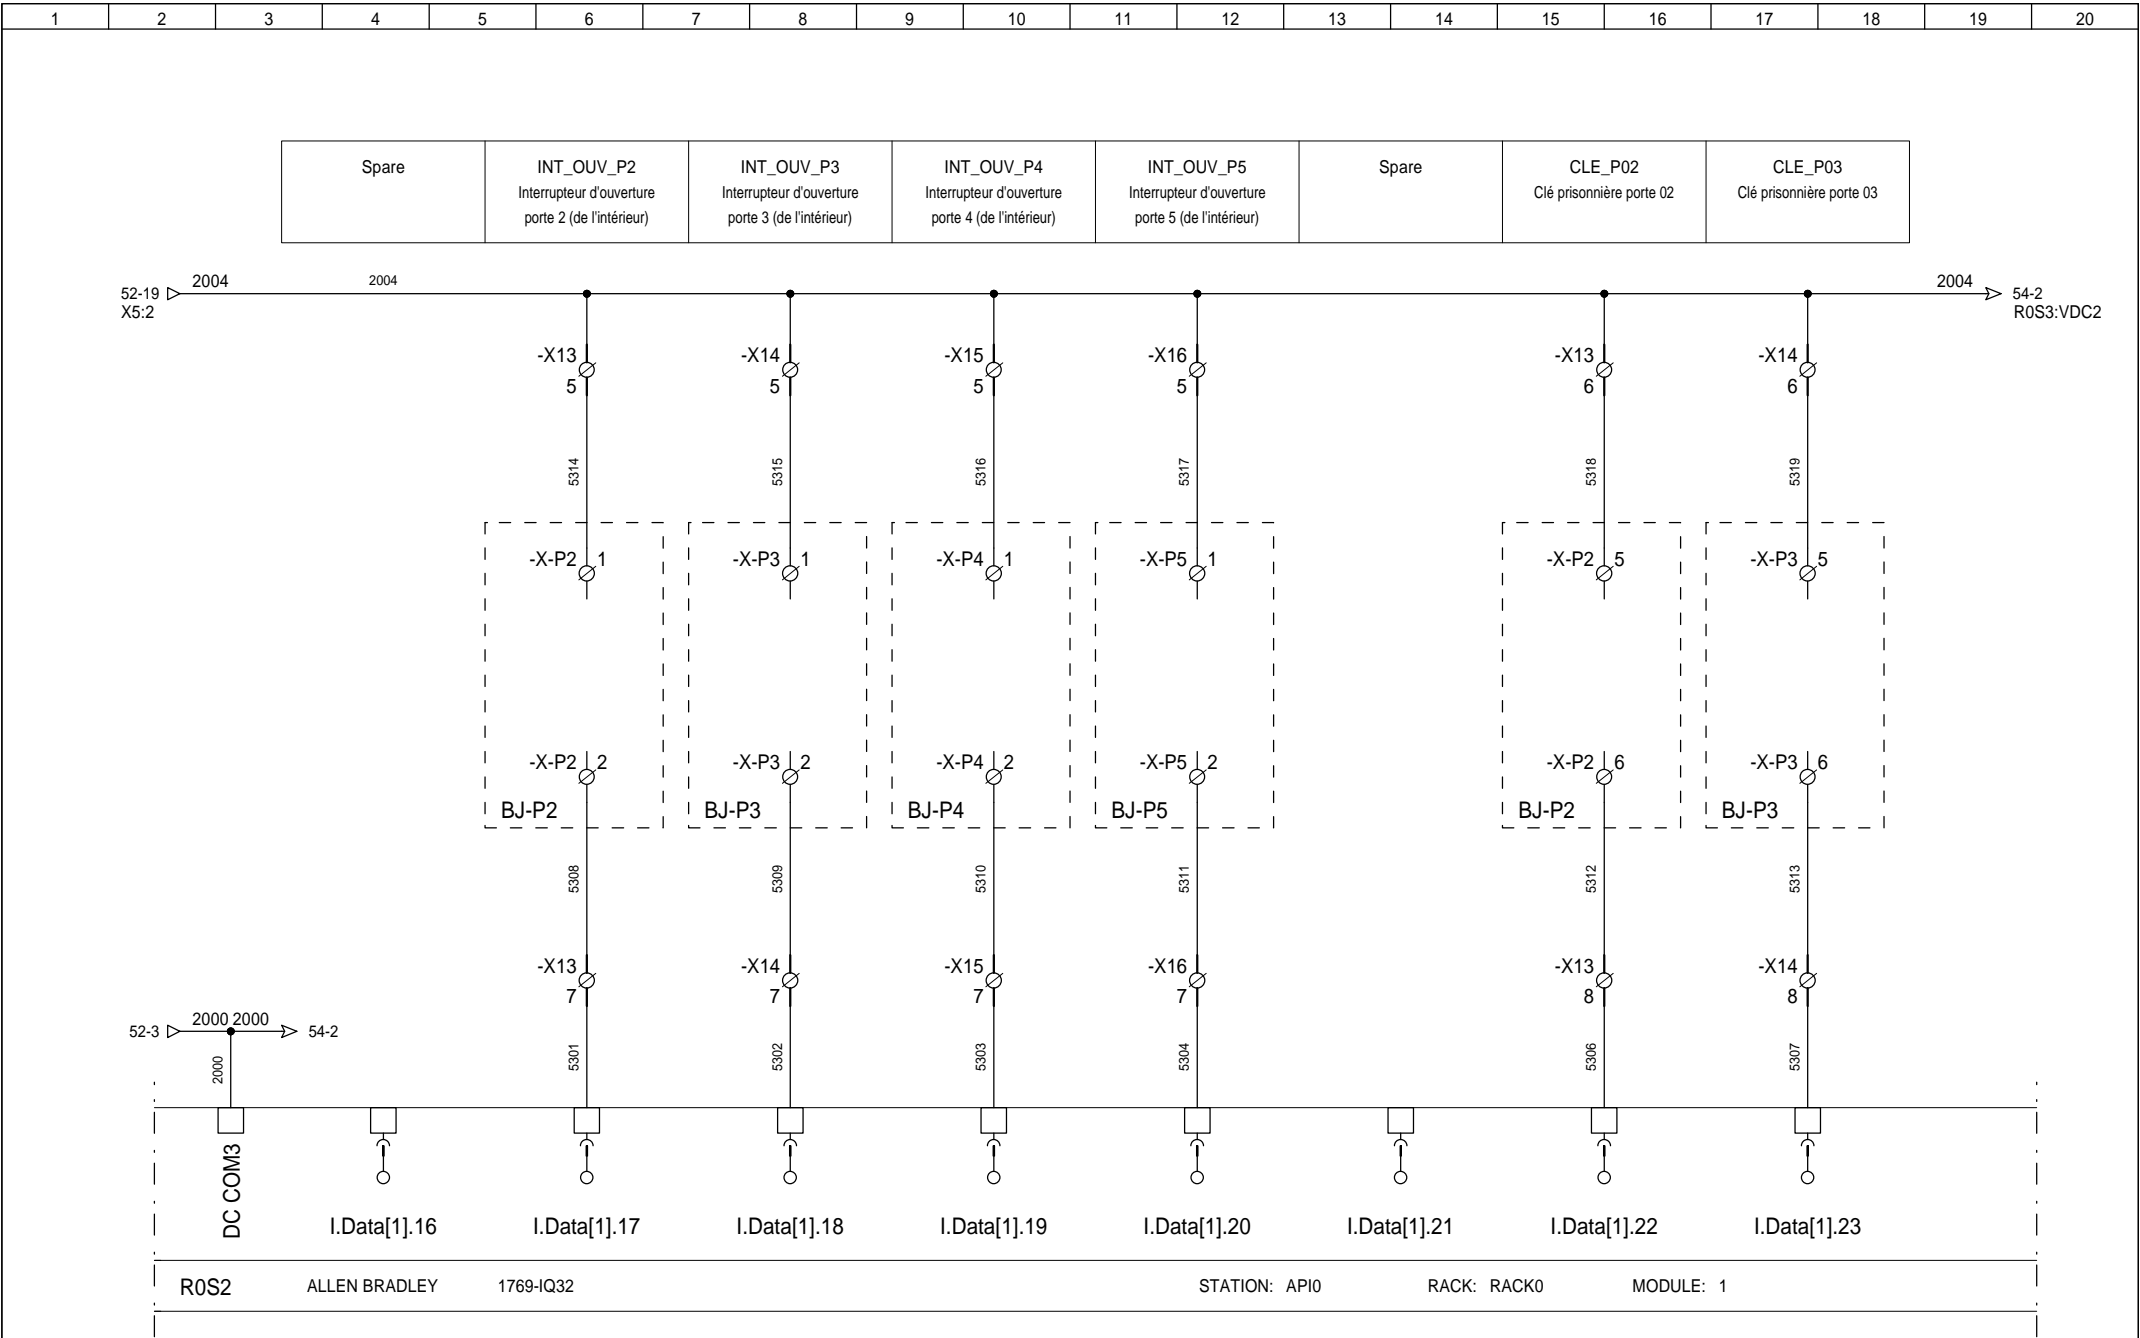 1 2 3 4 5 6 7 8 9 10 11 12 13 14 15 16 17 18 19 20
Spare
INT_OUV_P2
Interrupteur d'ouverture
porte 2 (de l'intérieur)
INT_OUV_P3
Interrupteur d'ouverture
porte 3 (de l'intérieur)
INT_OUV_P4
Interrupteur d'ouverture
porte 4 (de l'intérieur)
INT_OUV_P5
Interrupteur d'ouverture
porte 5 (de l'intérieur)
Spare
CLE_P02
Clé prisonnière porte 02
CLE_P03
Clé prisonnière porte 03
52-19 2004 2004 2004 54-2
X5:2 R0S3:VDC2
-X13 -X14 -X15 -X16 -X13 -X14
5 5 5 5 6 6
5314 5315 5316 5317 5318 5319
-X-P2 1 -X-P3 1 -X-P4 1 -X-P5 1 -X-P2 5 -X-P3 5
-X-P2 2 -X-P3 2 -X-P4 2 -X-P5 2 -X-P2 6 -X-P3 6
BJ-P2 BJ-P3 BJ-P4 BJ-P5 BJ-P2 BJ-P3
5308 5309 5310 5311 5312 5313
-X13 -X14 -X15 -X16 -X13 -X14
7 7 7 7 8 8
52-3 2000 2000 54-2
2000 5301 5302 5303 5304 5306 5307
DC COM3
I.Data[1].16 I.Data[1].17 I.Data[1].18 I.Data[1].19 I.Data[1].20 I.Data[1].21 I.Data[1].22 I.Data[1].23
R0S2 ALLEN BRADLEY 1769-IQ32 STATION: API0 RACK: RACK0 MODULE: 1